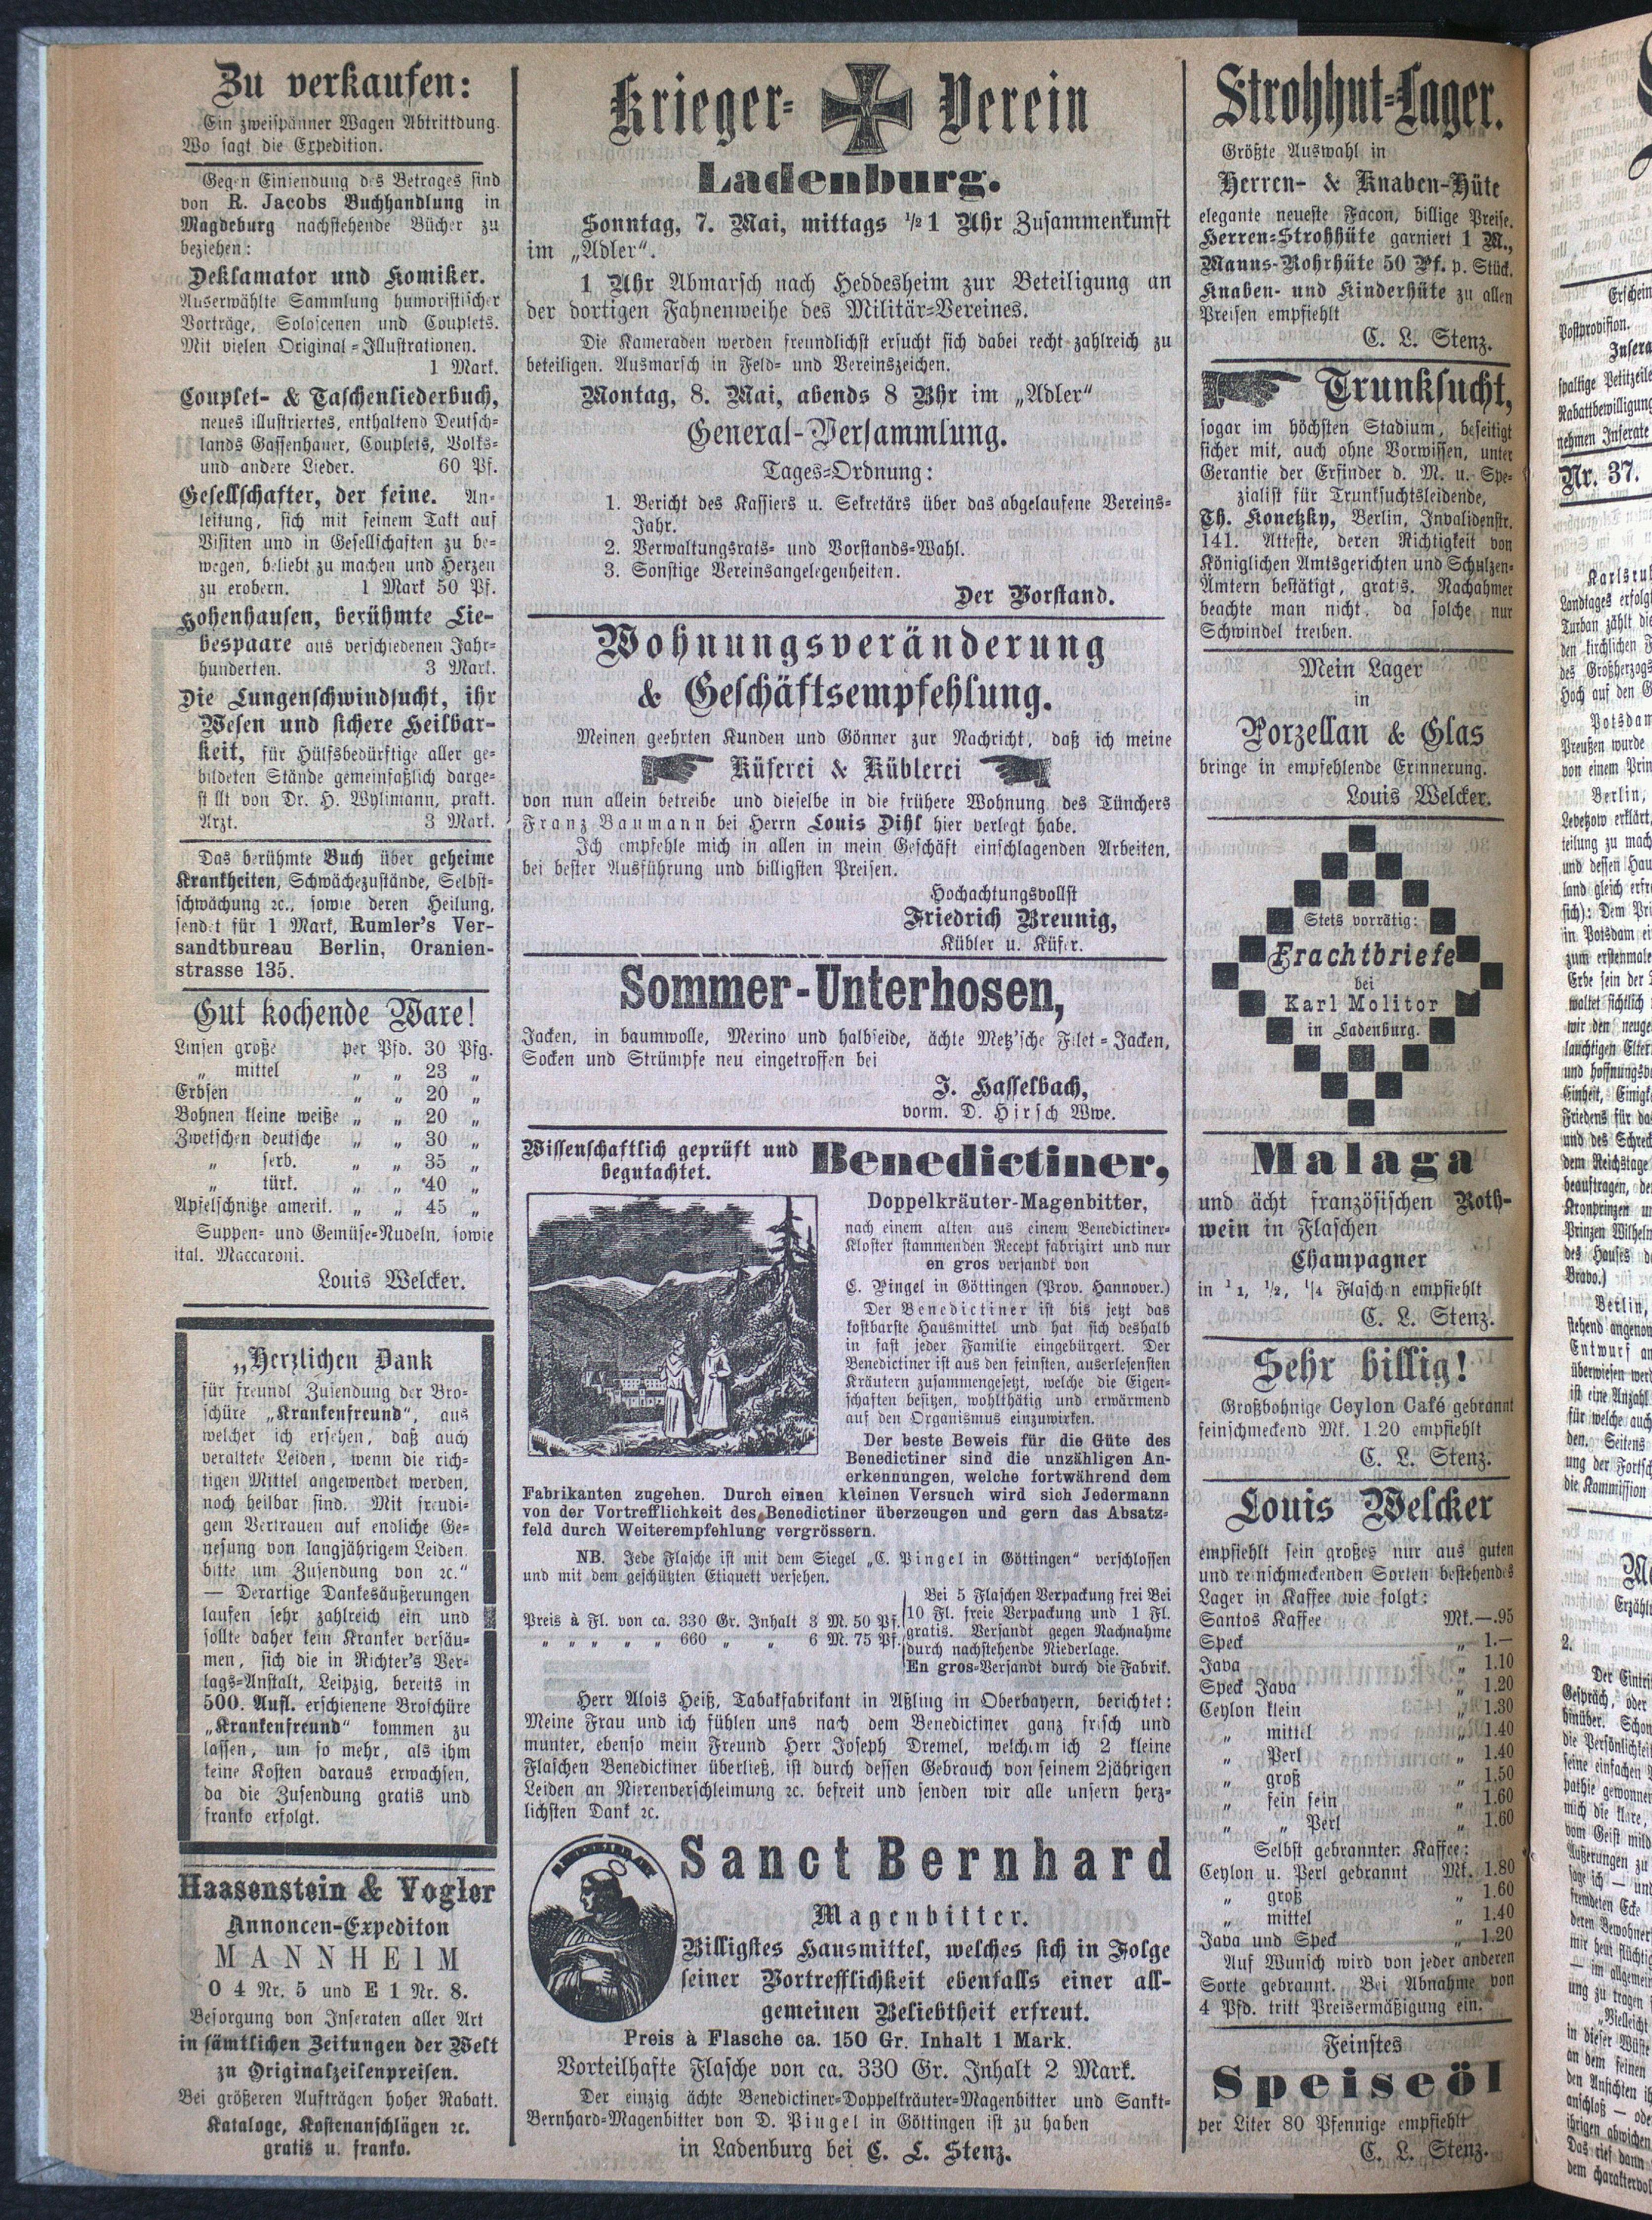 Zu verkaufen:
Ein zweispänner Wagen Abtrittdung.
Wo sagt die Expedition.
Gegen Einsendung des Betrages sind
von R. Jacobs Buchhandlung in
Magdeburg nachstehende Bücher zu
beziehen:
Deklamator und Komiker.
Auserwählte Sammlung humoristischer
Vorträge, Soloscenen und Couplets.
Mit vielen Original-Illustrationen.
1 Mark.
Couplet- & Taschenliederbuch,
neues illustriertes, enthaltend Deutsch-
lands Gassenhauer, Couplets, Volks-
und andere Lieder. 60 Pf.
Gesellschafter, der feine. An-
leitung, sich mit feinem Takt auf
Visiten und in Gesellschaften zu be-
wegen, beliebt zu machen und Herzen
zu erobern. 1 Mark 50 Pf.
Hohenhausen, berühmte Lie-
bespaare aus verschiedenen Jahr-
hunderten. 3 Mark.
Die Lungenschwindsucht, ihr
Wesen und sichere Heilbar-
keit, für Hülfsbedürftige aller ge-
bildeten Stände gemeinfaßlich darge-
stellt von Dr. H. Wylimann, prakt.
Arzt. 3 Mark.
Das berühmte Buch über geheime
Krankheiten, Schwächezustände, Selbst-
schwächung ꝛc., sowie deren Heilung,
sendet für 1 Mark, Rumler's Ver-
sandtbureau Berlin, Oranien-
strasse 135.
Gut kochende Ware!
Linsen große per Pfd. 30 Pfg.
„ mittel „ „ 23 „
Erbsen „ „ 20 „
Bohnen kleine weiße „ „ 20 „
Zwetschen deutsche „ „ 30 „
„ serb. „ „ 35 „
„ türk. „ „ 40 „
Apfelschnitze amerik. „ „ 45 „
Suppen- und Gemüse-Nudeln, sowie
ital. Maccaroni.
Louis Welcker.
„Herzlichen Dank
für freundl Zusendung der Bro-
schüre „Krankenfreund“, aus
welcher ich ersehen, daß auch
veraltete Leiden, wenn die rich-
tigen Mittel angewendet werden,
noch heilbar sind. Mit freudi-
gem Vertrauen auf endliche Ge-
nesung von langjährigem Leiden,
bitte um Zusendung von ꝛc.“
— Derartige Dankesäußerungen
laufen sehr zahlreich ein und
sollte daher kein Kranker versäu-
men, sich die in Richter's Ver-
lags-Anstalt, Leipzig, bereits in
500. Aufl. erschienene Broschüre
„Krankenfreund“ kommen zu
lassen, um so mehr, als ihm
keine Kosten daraus erwachsen,
da die Zusendung gratis und
franko erfolgt.
Haasenstein & Vogler
Annoncen-Expediton
MANNHEIM
O 4 Nr. 5 und E 1 Nr. 8.
Besorgung von Inseraten aller Art
in sämtlichen Zeitungen der Welt
zu Originalzeilenpreisen.
Bei größeren Aufträgen hoher Rabatt.
Kataloge, Kostenanschlägen ꝛc.
gratis u. franko.
Krieger-Verein
Ladenburg.
Sonntag, 7. Mai, mittags ½1 Uhr Zusammenkunft
im „Adler“.
1 Uhr Abmarsch nach Heddesheim zur Beteiligung an
der dortigen Fahnenweihe des Militär-Vereines.
Die Kameraden werden freundlichst ersucht sich dabei recht zahlreich zu
beteiligen. Ausmarsch in Feld- und Vereinszeichen.
Montag, 8. Mai, abends 8 Uhr im „Adler“
General-Versammlung.
Tages-Ordnung:
1. Bericht des Kassiers u. Sekretärs über das abgelaufene Vereins-
Jahr.
2. Verwaltungsrats- und Vorstands-Wahl.
3. Sonstige Vereinsangelegenheiten.
Der Vorstand.
Wohnungsveränderung
& Geschäftsempfehlung.
Meinen geehrten Kunden und Gönner zur Nachricht, daß ich meine
Küferei & Küblerei
von nun allein betreibe und dieselbe in die frühere Wohnung des Tünchers
Franz Baumann bei Herrn Louis Dihl hier verlegt habe.
Ich empfehle mich in allen in mein Geschäft einschlagenden Arbeiten,
bei bester Ausführung und billigsten Preisen.
Hochachtungsvollst
Friedrich Breunig,
Kübler u. Küfer.
Sommer-Unterhosen,
Jacken, in baumwolle, Merino und halbseide, ächte Metz'sche Filet-Jacken,
Socken und Strümpfe neu eingetroffen bei
J. Hasselbach,
vorm. D. Hirsch Wwe.
Wissenschaftlich geprüft und
begutachtet.
Benedictiner,
Doppelkräuter-Magenbitter,
nach einem alten aus einem Benedictiner-
Kloster stammenden Recept fabrizirt und nur
en gros versandt von
C. Pingel in Göttingen (Prov. Hannover.)
Der Benedictiner ist bis jetzt das
kostbarste Hausmittel und hat sich deshalb
in fast jeder Familie eingebürgert. Der
Benedictiner ist aus den feinsten, auserlesensten
Kräutern zusammengesetzt, welche die Eigen-
schaften besitzen, wohlthätig und erwärmend
auf den Organismus einzuwirken.
Der beste Beweis für die Güte des
Benedictiner sind die unzähligen An-
erkennungen, welche fortwährend dem
Fabrikanten zugehen. Durch einen kleinen Versuch wird sich Jedermann
von der Vortrefflichkeit des Benedictiner überzeugen und gern das Absatz-
feld durch Weiterempfehlung vergrössern.
NB. Jede Flasche ist mit dem Siegel „C. Pingel in Göttingen“ verschlossen
und mit dem geschützten Etiquett versehen.
Preis à Fl. von ca. 330 Gr. Inhalt 3 M. 50 Pf.
„ „ „ „ „ 660 „ „ 6 M. 75 Pf.
Bei 5 Flaschen Verpackung frei Bei
10 Fl. freie Verpackung und 1 Fl.
gratis. Versandt gegen Nachnahme
durch nachstehende Niederlage.
En gros-Versandt durch die Fabrik.
Herr Alois Heiß, Tabakfabrikant in Aßling in Oberbayern, berichtet:
Meine Frau und ich fühlen uns nach dem Benedictiner ganz frisch und
munter, ebenso mein Freund Herr Joseph Dremel, welchem ich 2 kleine
Flaschen Benedictiner überließ, ist durch dessen Gebrauch von seinem 2jährigen
Leiden an Nierenverschleimung ꝛc. befreit und senden wir alle unsern herz-
lichsten Dank ꝛc.
Sanct Bernhard
Magenbitter.
Billigstes Hausmittel, welches sich in Folge
seiner Vortrefflichkeit ebenfalls einer all-
gemeinen Beliebtheit erfreut.
Preis à Flasche ca. 150 Gr. Inhalt 1 Mark.
Vorteilhafte Flasche von ca. 330 Gr. Inhalt 2 Mark.
Der einzig ächte Benedictiner-Doppelkräuter-Magenbitter und Sankt-
Bernhard-Magenbitter von D. Pingel in Göttingen ist zu haben
in Ladenburg bei C. L. Stenz.
Strohhut-Lager.
Größte Auswahl in
Herren- & Knaben-Hüte
elegante neueste Facon, billige Preise.
Herren-Strohhüte garniert 1 M.,
Manns-Rohrhüte 50 Pf. p. Stück.
Knaben- und Kinderhüte zu allen
Preisen empfiehlt
C. L. Stenz.
Trunksucht,
sogar im höchsten Stadium, beseitigt
sicher mit, auch ohne Vorwissen, unter
Gerantie der Erfinder d. M. u. Spe-
zialist für Trunksuchtsleidende,
Th. Konetzky, Berlin, Invalidenstr.
141. Atteste, deren Richtigkeit von
Königlichen Amtsgerichten und Schulzen-
Ämtern bestätigt, gratis. Nachahmer
beachte man nicht, da solche nur
Schwindel treiben.
Mein Lager
in
Porzellan & Glas
bringe in empfehlende Erinnerung.
Louis Welcker.
Stets vorrätig:
Frachtbriefe
bei
Karl Molitor
in Ladenburg.
Malaga
und ächt französischen Roth-
wein in Flaschen
Champagner
in 1/1, 1/2, 1/4 Flaschen empfiehlt
C. L. Stenz.
Sehr billig!
Großbohnige Ceylon Café gebrannt
feinschmeckend Mk. 1.20 empfiehlt
C. L. Stenz.
Louis Welcker
empfiehlt sein großes nur aus guten
und reinschmeckenden Sorten bestehendes
Lager in Kaffee wie folgt:
Santos Kaffee Mk.—.95
Speck „ 1.—
Java „ 1.10
Speck Java „ 1.20
Ceylon klein „ 1.30
„ mittel „ 1.40
„ Perl „ 1.40
„ groß „ 1.50
„ fein fein „ 1.60
„ „ Perl „ 1.60
Selbst gebrannten Kaffee:
Ceylon u. Perl gebrannt Mk. 1.80
„ groß „ 1.60
„ mittel „ 1.40
Java und Speck „ 1.20
Auf Wunsch wird von jeder anderen
Sorte gebrannt. Bei Abnahme von
4 Pfd. tritt Preisermäßigung ein.
Feinstes
Speiseöl
per Liter 80 Pfennige empfiehlt
C. L. Stenz.
Postprovision.
Nr. 37.